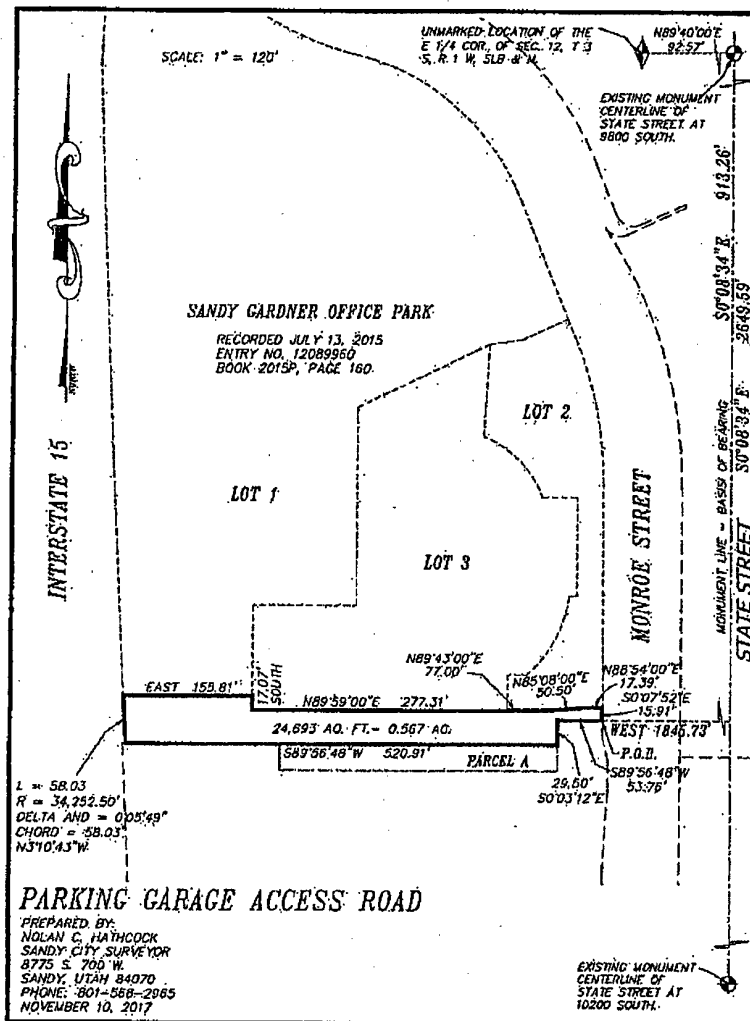 SCALE: 1" = 120'
UNMARKED LOCATION OF THE
E 1/4 COR. OF SEC. 12, T 3
S, R 1 W, SLB & M.
N89°40'00"E
92.57'
EXISTING MONUMENT
CENTERLINE OF
STATE STREET AT
9800 SOUTH.
S0°08'34"E 913.26'
SANDY GARDNER OFFICE PARK
RECORDED JULY 13, 2015
ENTRY NO. 12089960
BOOK 2015P, PAGE 160
NORTH
INTERSTATE 15
LOT 1
LOT 2
LOT 3
MONROE STREET
MONUMENT LINE - BASIS OF BEARING
S0°08'34"E 2649.59'
STATE STREET
EAST 155.81'
17.07'
SOUTH
N89°59'00"E 277.31'
N89°43'00"E
77.00'
N85°08'00"E
50.50'
N88°54'00"E
17.39'
S0°07'52"E
15.91'
WEST 1845.73'
P.O.B.
24,693 SQ. FT. = 0.567 AC.
S89°56'48"W 520.91'
PARCEL A
29.60'
S0°03'12"E
S89°56'48"W
53.76'
L = 58.03
R = 34,252.50'
DELTA AND = 0°05'49"
CHORD = 58.03'
N3°10'43"W
PARKING GARAGE ACCESS ROAD
PREPARED BY:
NOLAN C. HATHCOCK
SANDY CITY SURVEYOR
8775 S. 700 W.
SANDY, UTAH 84070
PHONE: 801-568-2965
NOVEMBER 10, 2017
EXISTING MONUMENT
CENTERLINE OF
STATE STREET AT
10200 SOUTH.